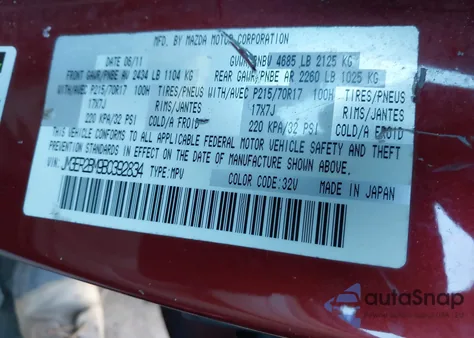 MFD. BY MAZDA MOTOR CORPORATION
DATE 06/11 GVWR/PNBV 4685 LB 2125 KG
FRONT GAWR/PNBE AV 2434 LB 1104 KG REAR GAWR/PNBE AR 2260 LB 1025 KG
WITH/AVEC P215/70R17 100H TIRES/PNEUS WITH/AVEC P215/70R17 100H TIRES/PNEUS
17X7J RIMS/JANTES 17X7J RIMS/JANTES
220 KPA/32 PSI COLD/A FROID 220 KPA/32 PSI COLD/A FROID
THIS VEHICLE CONFORMS TO ALL APPLICABLE FEDERAL MOTOR VEHICLE SAFETY AND THEFT
PREVENTION STANDARDS IN EFFECT ON THE DATE OF MANUFACTURE SHOWN ABOVE.
VIN: TYPE:MPV COLOR CODE:32V MADE IN JAPAN
autoSnap